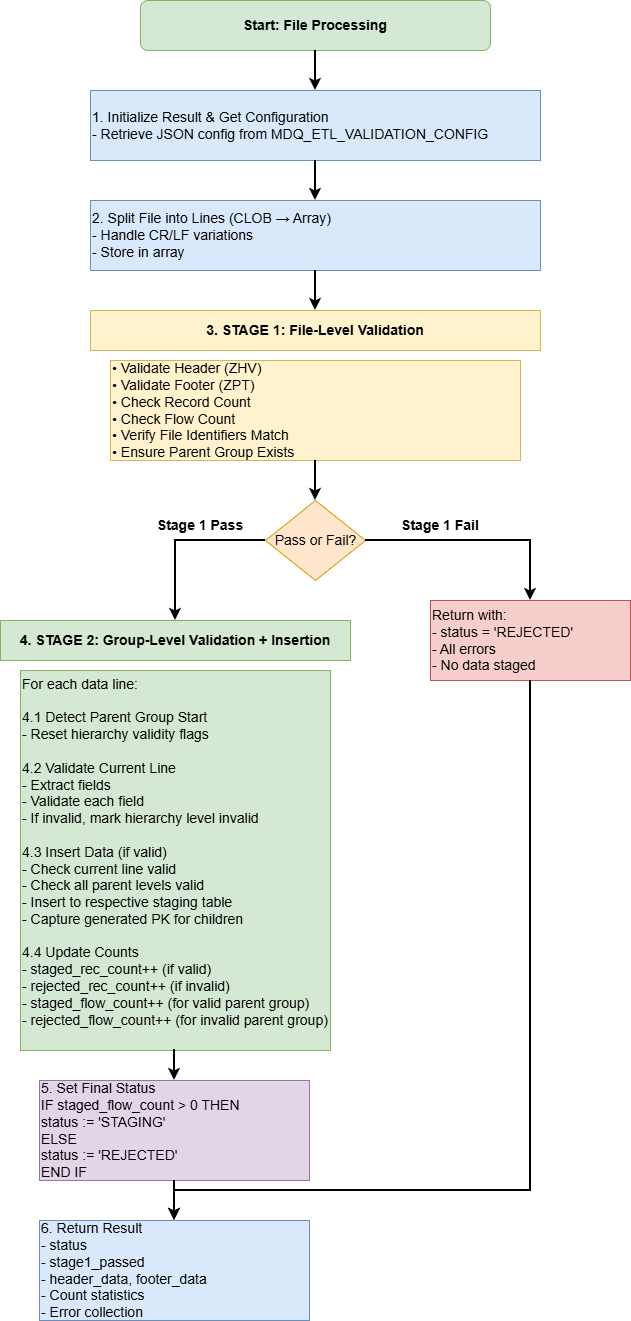 Start: File Processing
1. Initialize Result & Get Configuration
- Retrieve JSON config from MDQ_ETL_VALIDATION_CONFIG
2. Split File into Lines (CLOB → Array)
- Handle CR/LF variations
- Store in array
3. STAGE 1: File-Level Validation
• Validate Header (ZHV)
• Validate Footer (ZPT)
• Check Record Count
• Check Flow Count
• Verify File Identifiers Match
• Ensure Parent Group Exists
Pass or Fail?
Stage 1 Pass
Stage 1 Fail
Return with:
- status = 'REJECTED'
- All errors
- No data staged
4. STAGE 2: Group-Level Validation + Insertion
For each data line:
4.1 Detect Parent Group Start
- Reset hierarchy validity flags
4.2 Validate Current Line
- Extract fields
- Validate each field
- If invalid, mark hierarchy level invalid
4.3 Insert Data (if valid)
- Check current line valid
- Check all parent levels valid
- Insert to respective staging table
- Capture generated PK for children
4.4 Update Counts
- staged_rec_count++ (if valid)
- rejected_rec_count++ (if invalid)
- staged_flow_count++ (for valid parent group)
- rejected_flow_count++ (for invalid parent group)
5. Set Final Status
IF staged_flow_count > 0 THEN
status := 'STAGING'
ELSE
status := 'REJECTED'
END IF
6. Return Result
- status
- stage1_passed
- header_data, footer_data
- Count statistics
- Error collection